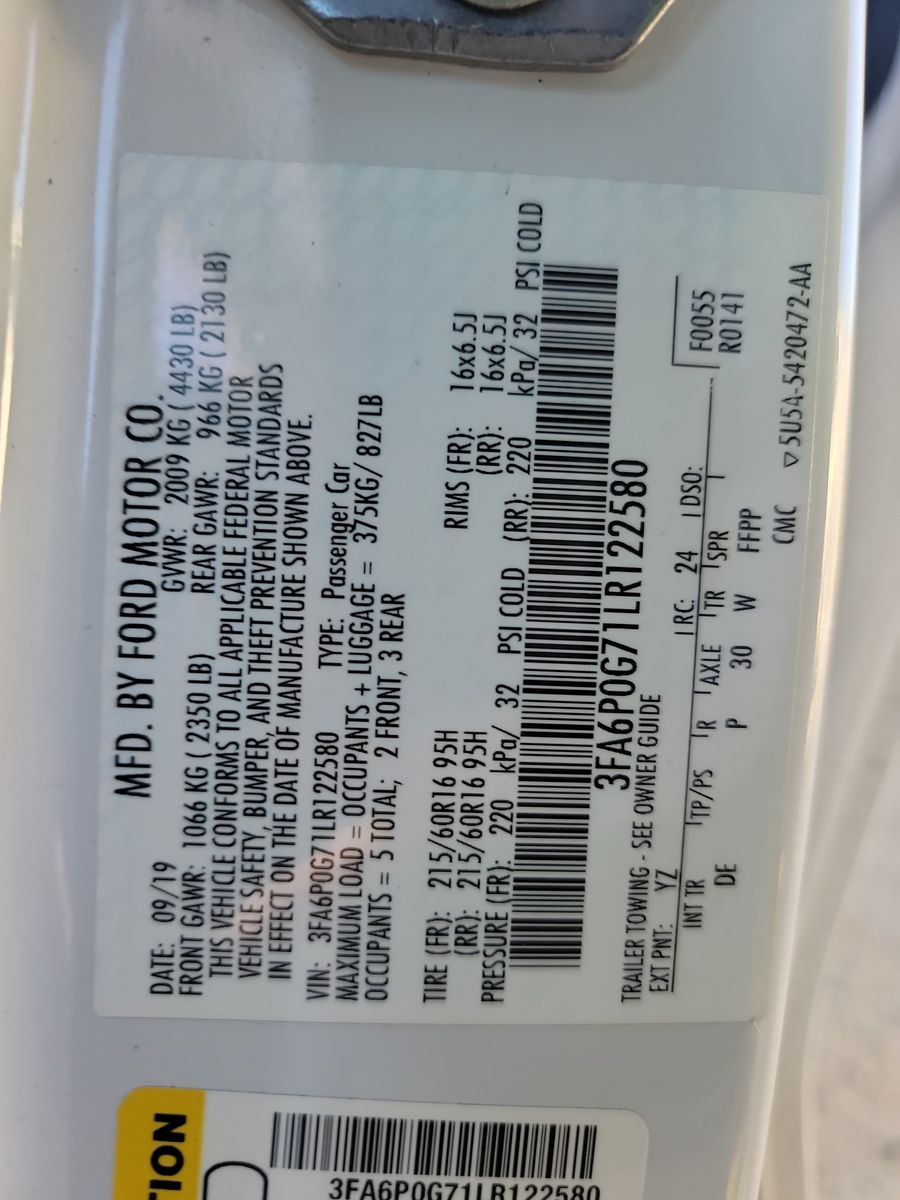 MFD. BY FORD MOTOR CO.
DATE: 09/19 GVWR: 2009 KG ( 4430 LB)
FRONT GAWR: 1066 KG ( 2350 LB) REAR GAWR: 966 KG ( 2130 LB)
THIS VEHICLE CONFORMS TO ALL APPLICABLE FEDERAL MOTOR
VEHICLE SAFETY, BUMPER, AND THEFT PREVENTION STANDARDS
IN EFFECT ON THE DATE OF MANUFACTURE SHOWN ABOVE.
VIN: 3FA6P0G71LR122580 TYPE: Passenger Car
MAXIMUM LOAD = OCCUPANTS + LUGGAGE = 375KG/ 827LB
OCCUPANTS = 5 TOTAL; 2 FRONT, 3 REAR
TIRE (FR): 215/60R16 95H RIMS (FR): 16x6.5J
(RR): 215/60R16 95H (RR): 16x6.5J
PRESSURE (FR): 220 kPa/ 32 PSI COLD (RR): 220 kPa/ 32 PSI COLD
3FA6P0G71LR122580
TRAILER TOWING - SEE OWNER GUIDE
EXT PNT: YZ RC: 24 DSO: F0055
INT TR TP/PS R AXLE TR SPR R0141
DE P 30 W FFPP
CMC ▽5U5A-5420472-AA
TION
3FA6P0G71LR122580